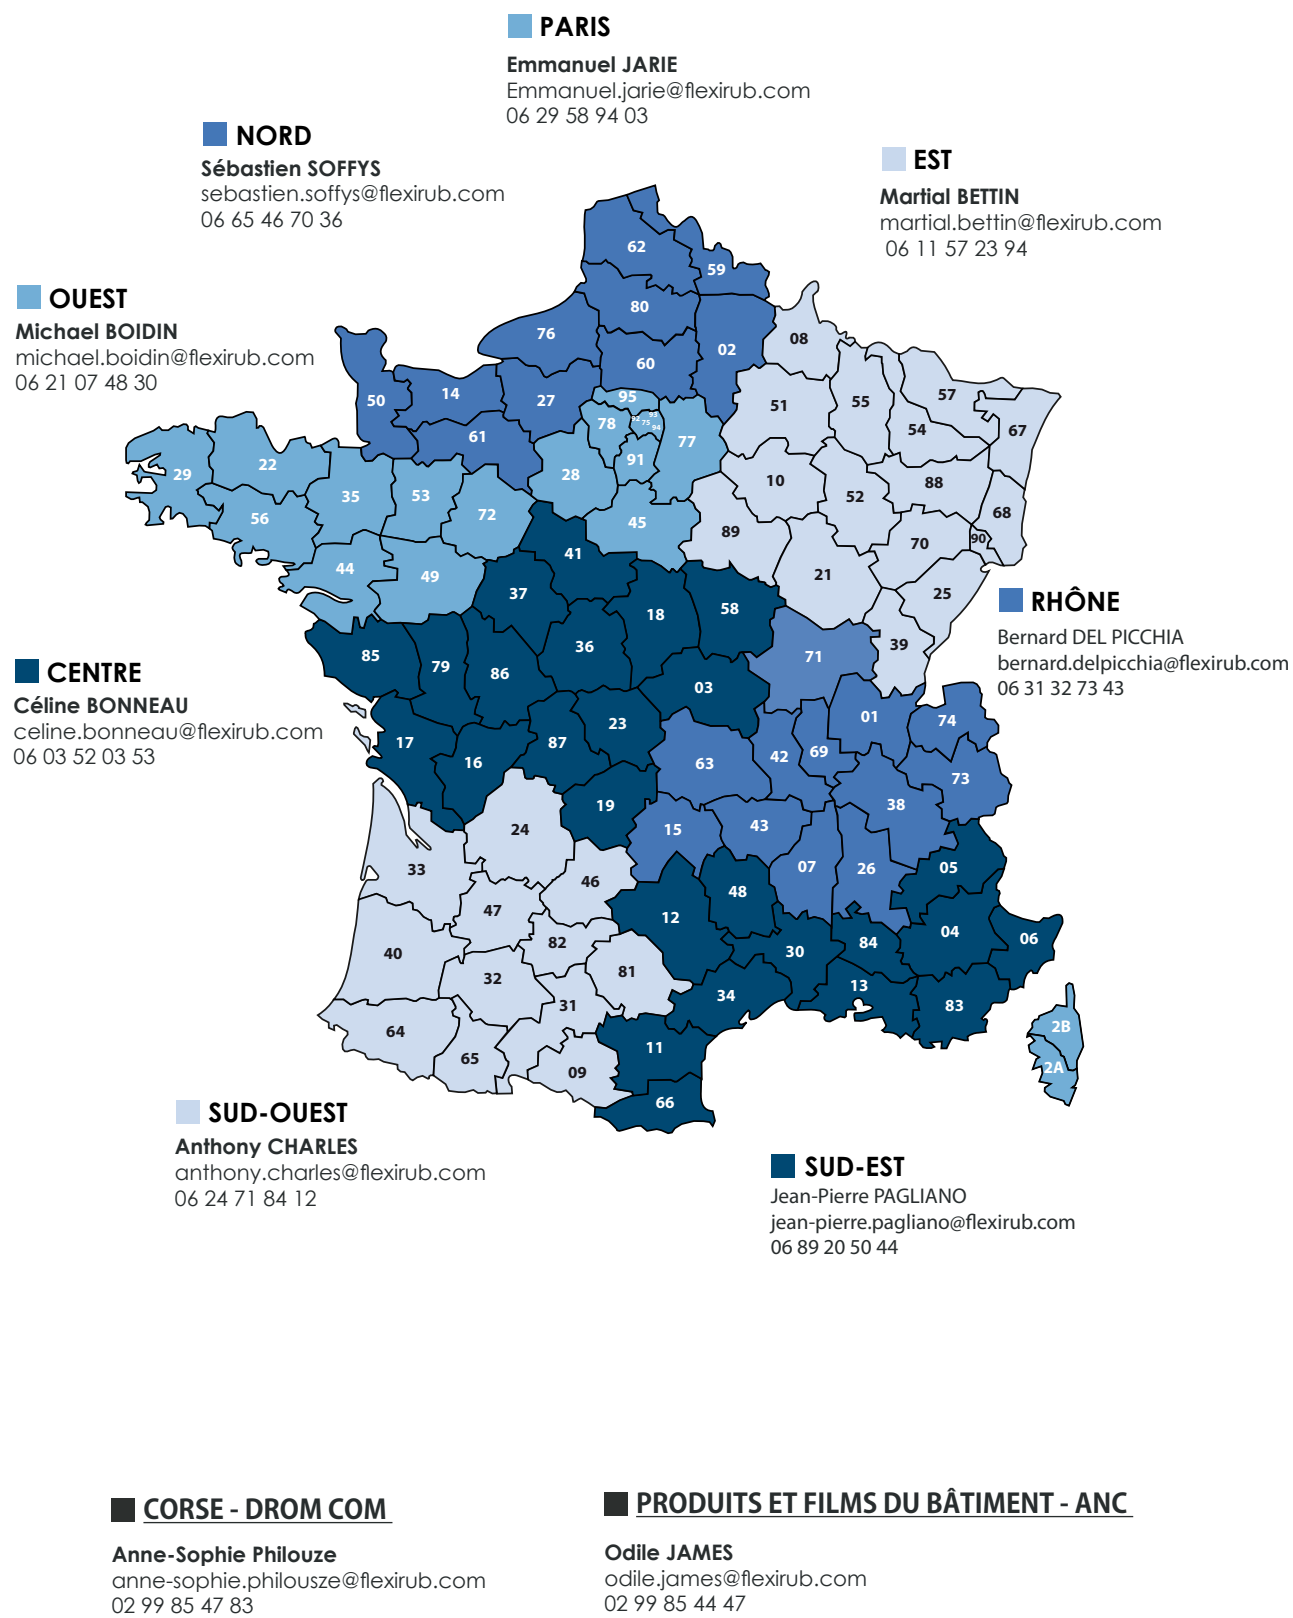 PARIS
Emmanuel JARIE
Emmanuel.jarie@flexirub.com
06 29 58 94 03
NORD
Sébastien SOFFYS
sebastien.soffys@flexirub.com
06 65 46 70 36
EST
Martial BETTIN
martial.bettin@flexirub.com
06 11 57 23 94
OUEST
Michael BOIDIN
michael.boidin@flexirub.com
06 21 07 48 30
62
59
80
76
02
08
60
14
27
50
95
51
55
57
61
78
92
93
75
94
77
54
67
22
29
28
91
10
88
35
53
52
56
72
45
68
89
70
90
41
44
49
21
25
37
18
58
36
39
85
79
86
71
03
RHÔNE
Bernard DEL PICCHIA
bernard.delpicchia@flexirub.com
06 31 32 73 43
CENTRE
Céline BONNEAU
celine.bonneau@flexirub.com
06 03 52 03 53
01
74
23
17
87
42
69
16
63
73
19
38
24
15
43
33
07
26
05
46
48
47
12
04
06
82
30
84
40
81
32
13
34
31
83
64
2B
11
65
09
2A
66
SUD-OUEST
Anthony CHARLES
anthony.charles@flexirub.com
06 24 71 84 12
SUD-EST
Jean-Pierre PAGLIANO
jean-pierre.pagliano@flexirub.com
06 89 20 50 44
CORSE - DROM COM
Anne-Sophie Philouze
anne-sophie.philousze@flexirub.com
02 99 85 47 83
PRODUITS ET FILMS DU BÂTIMENT - ANC
Odile JAMES
odile.james@flexirub.com
02 99 85 44 47